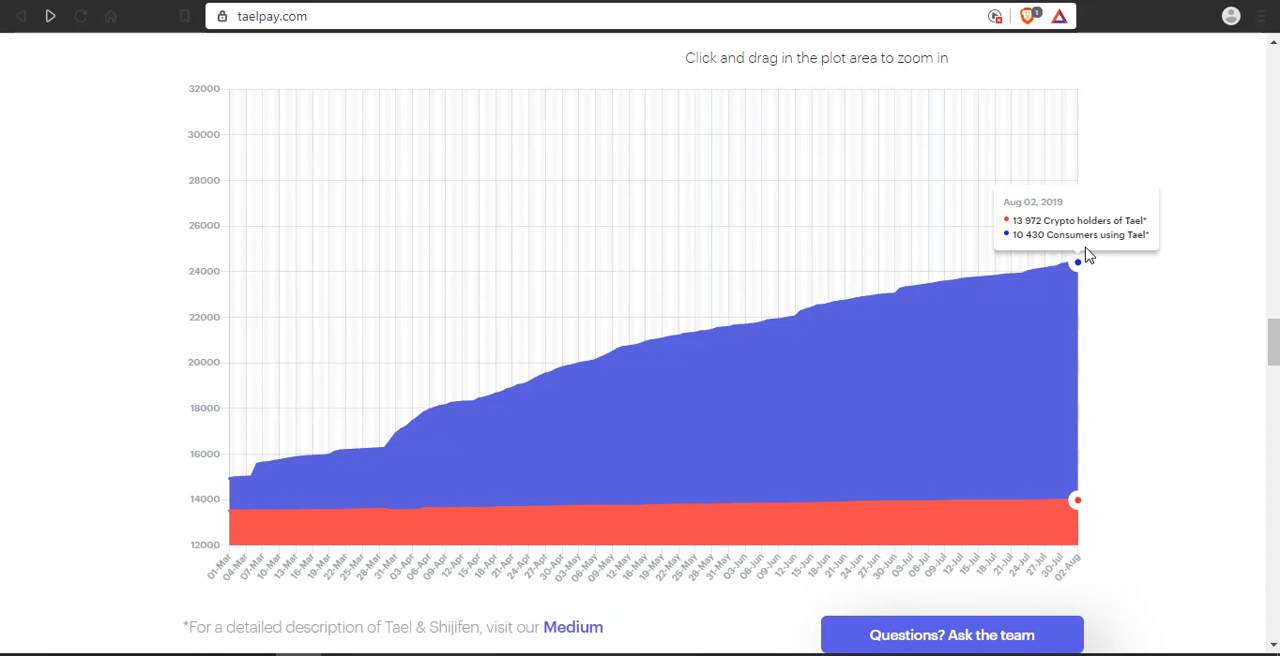 taelpay.com
1
Click and drag in the plot area to zoom in
32000
30000
28000
26000
24000
22000
20000
18000
16000
14000
12000
Aug 02, 2019
13 972 Crypto holders of Tael*
10 430 Consumers using Tael*
01-Mar 04-Mar 07-Mar 10-Mar 13-Mar 16-Mar 19-Mar 22-Mar 25-Mar 28-Mar 31-Mar 03-Apr 06-Apr 09-Apr 12-Apr 15-Apr 18-Apr 21-Apr 24-Apr 27-Apr 30-Apr 03-May 06-May 09-May 13-May 16-May 19-May 22-May 25-May 28-May 31-May 03-Jun 06-Jun 09-Jun 12-Jun 15-Jun 18-Jun 21-Jun 24-Jun 27-Jun 30-Jun 03-Jul 06-Jul 09-Jul 12-Jul 15-Jul 18-Jul 21-Jul 24-Jul 27-Jul 30-Jul 02-Aug
*For a detailed description of Tael & Shijifen, visit our Medium
Questions? Ask the team